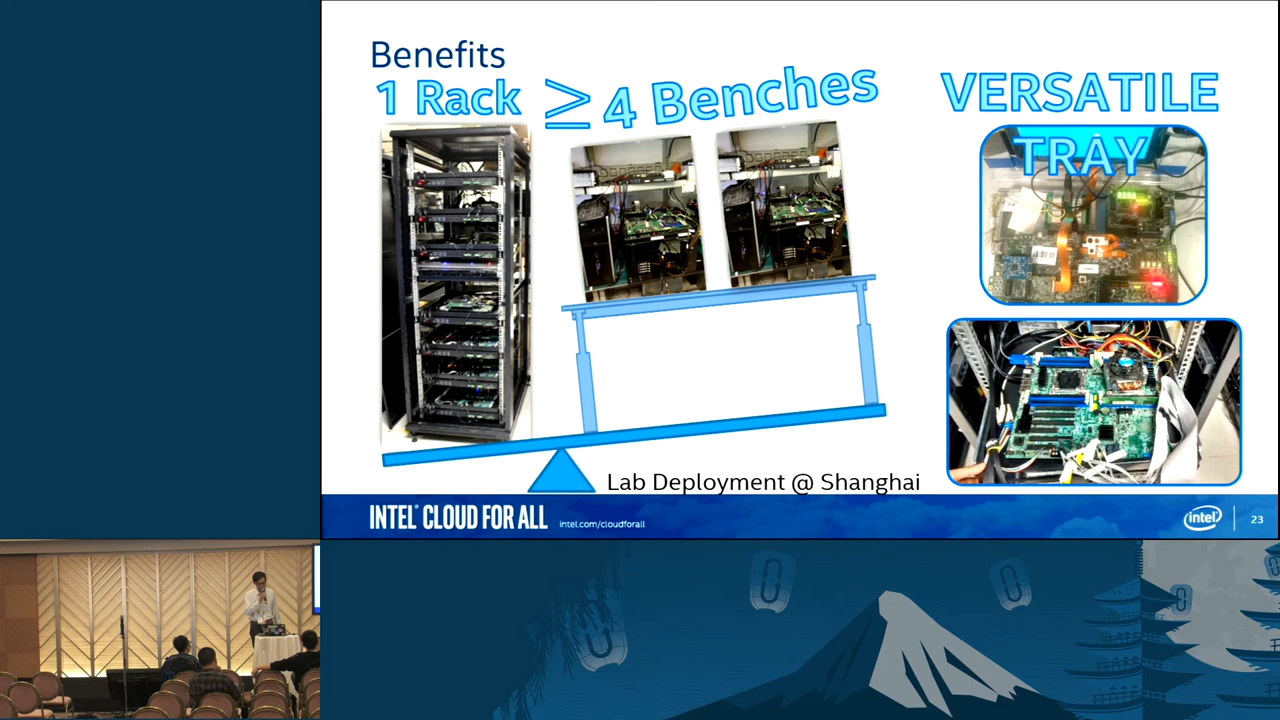 Benefits
1 Rack ≥ 4 Benches
VERSATILE
TRAY
Lab Deployment @ Shanghai
INTEL® CLOUD FOR ALL
intel.com/cloudforall
intel
23